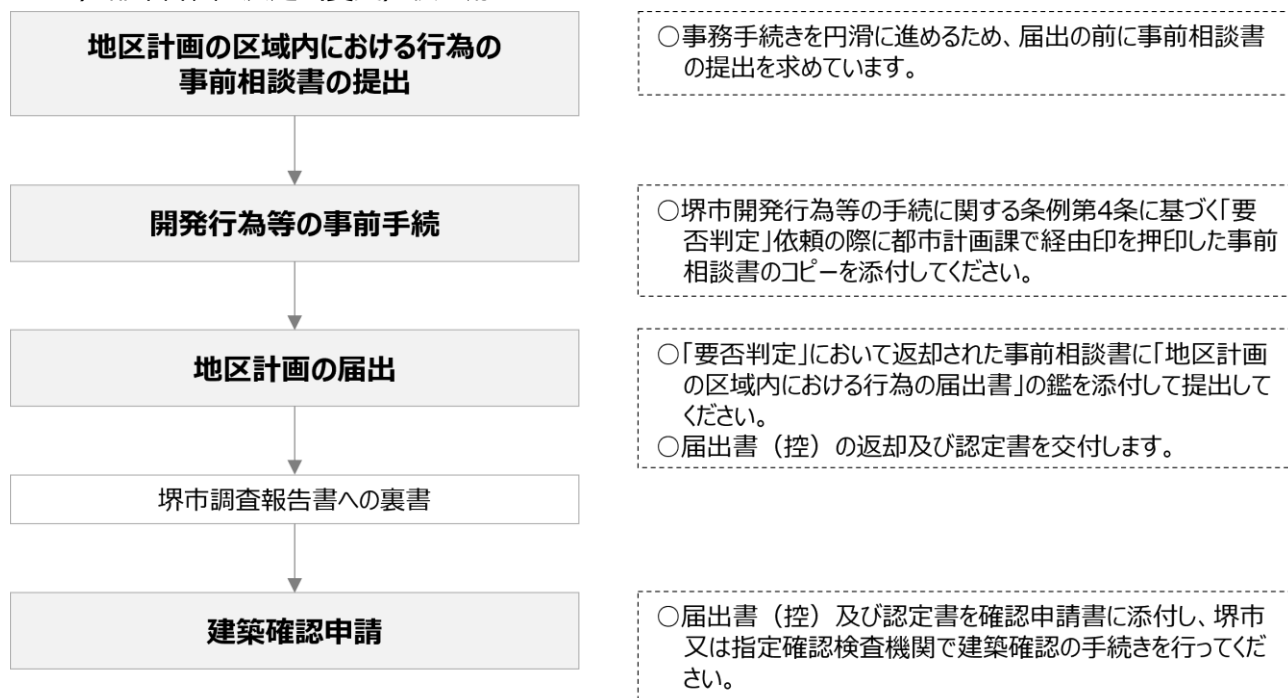 地区計画の区域内における行為の
事前相談書の提出
○事務手続きを円滑に進めるため、届出の前に事前相談書
の提出を求めています。
開発行為等の事前手続
○堺市開発行為等の手続に関する条例第4条に基づく「要
否判定」依頼の際に都市計画課で経由印を押印した事前
相談書のコピーを添付してください。
地区計画の届出
○「要否判定」において返却された事前相談書に「地区計画
の区域内における行為の届出書」の鑑を添付して提出して
ください。
○届出書（控）の返却及び認定書を交付します。
堺市調査報告書への裏書
建築確認申請
○届出書（控）及び認定書を確認申請書に添付し、堺市
又は指定確認検査機関で建築確認の手続きを行ってくだ
さい。